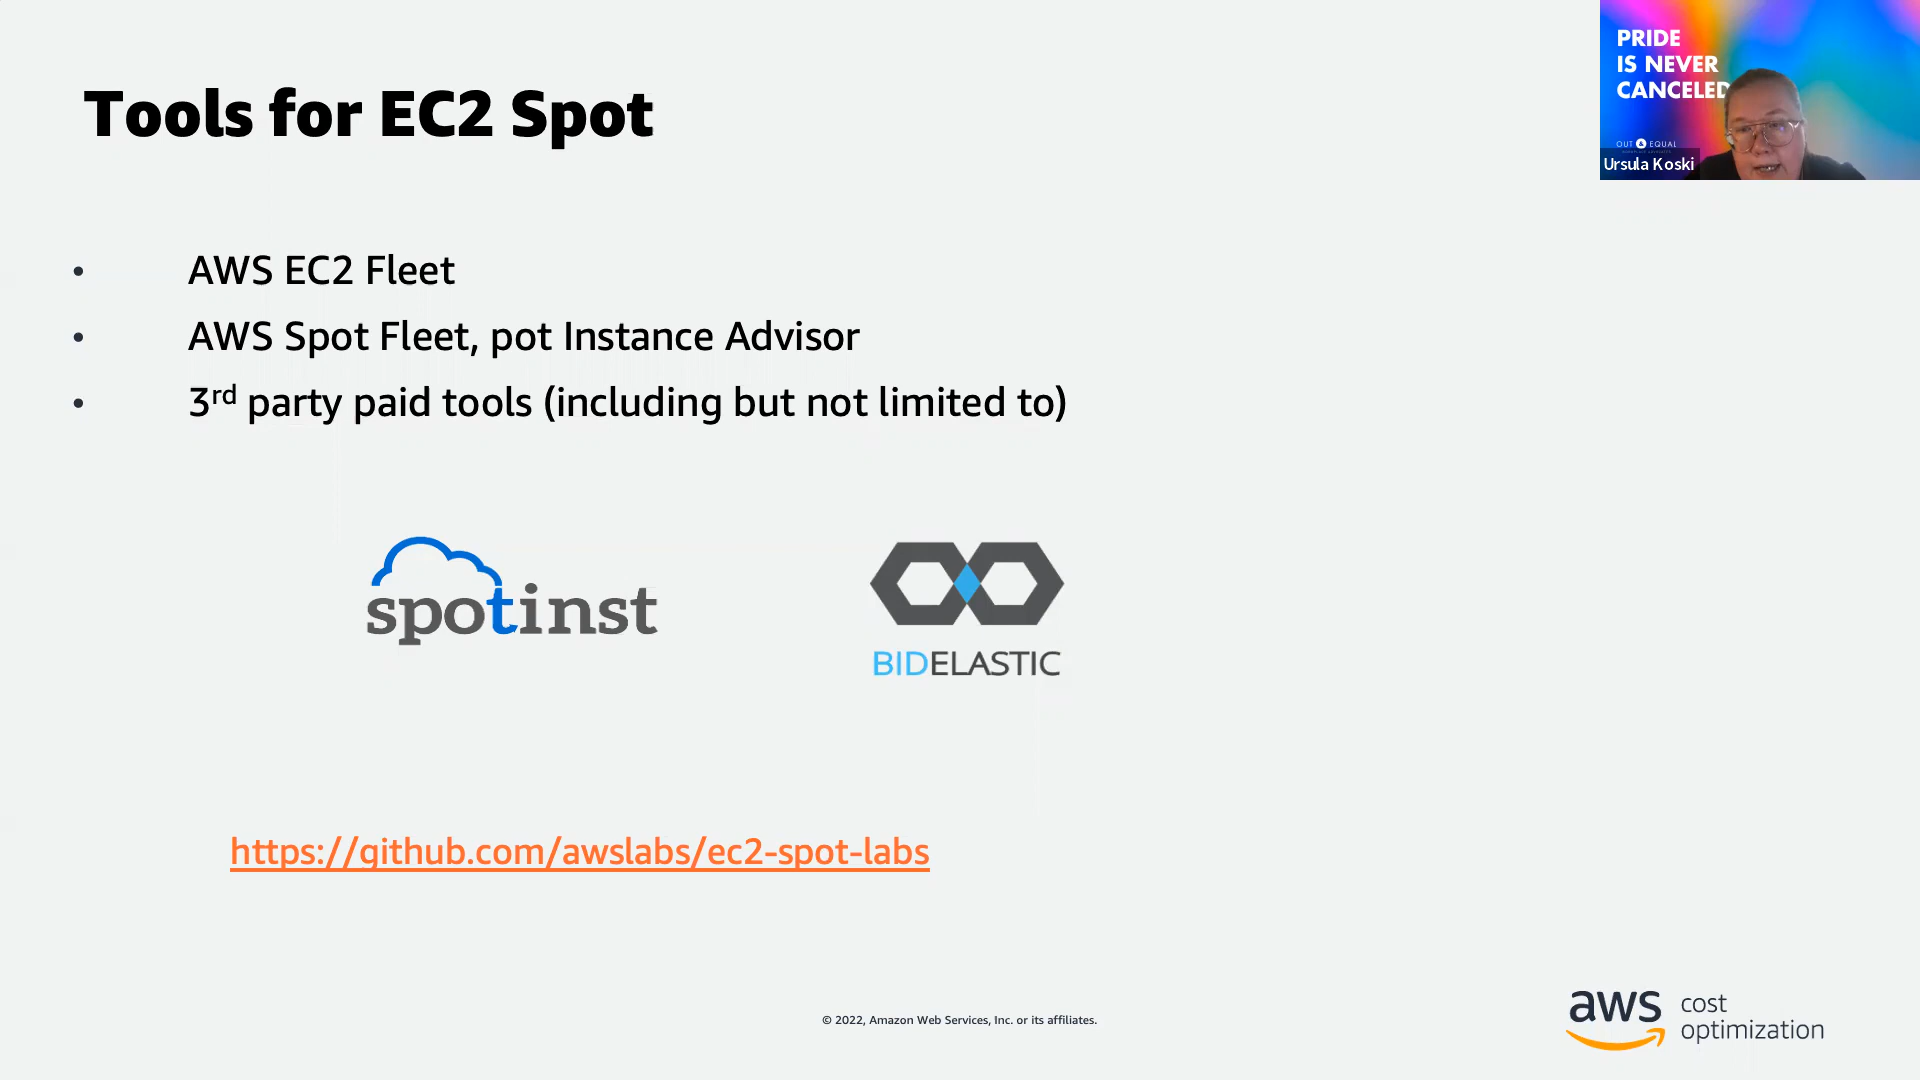 Tools for EC2 Spot
PRIDE
IS NEVER
CANCELED
OUT & EQUAL
Ursula Koski
• AWS EC2 Fleet
• AWS Spot Fleet, pot Instance Advisor
• 3rd party paid tools (including but not limited to)
spotinst
BIDELASTIC
https://github.com/awslabs/ec2-spot-labs
© 2022, Amazon Web Services, Inc. or its affiliates.
aws cost
optimization